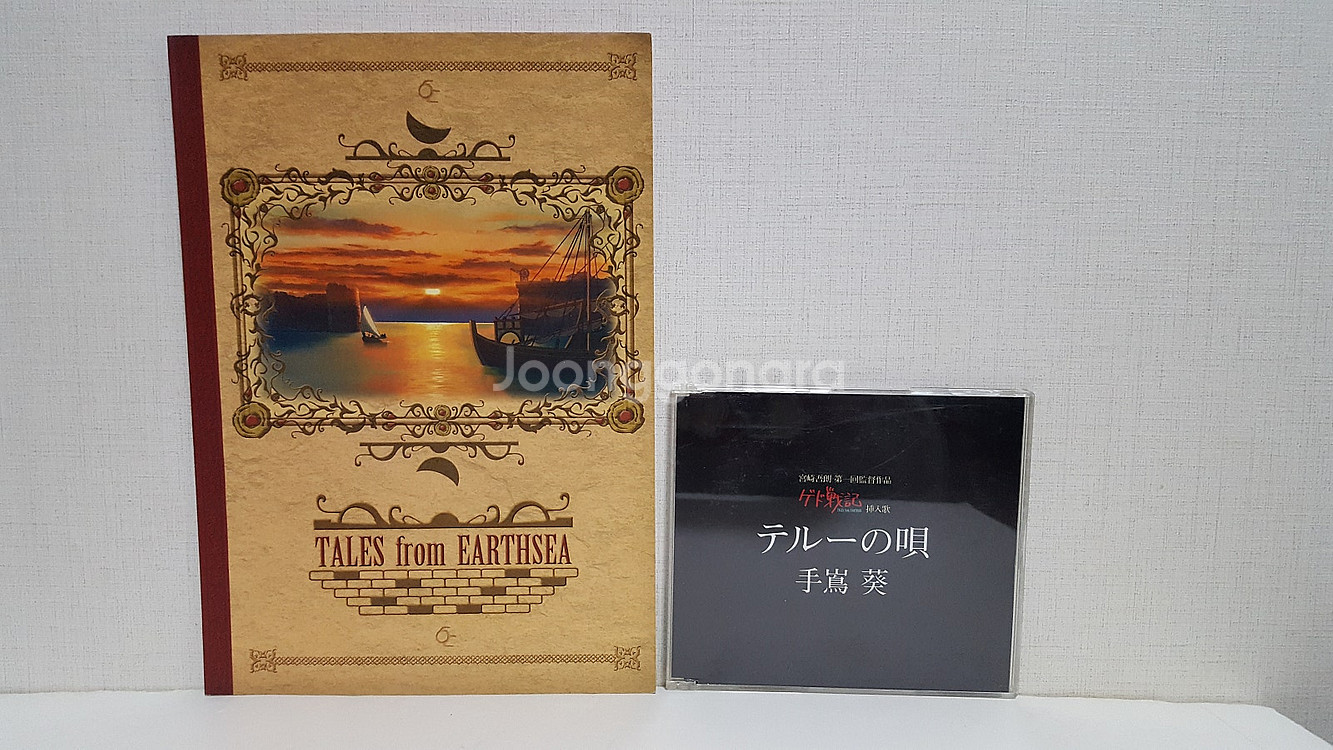 TALES from EARTHSEA
Joonggonara
宮崎吾朗 第一回監督作品
ゲド戦記 挿入歌
テルーの唄
手嶌 葵